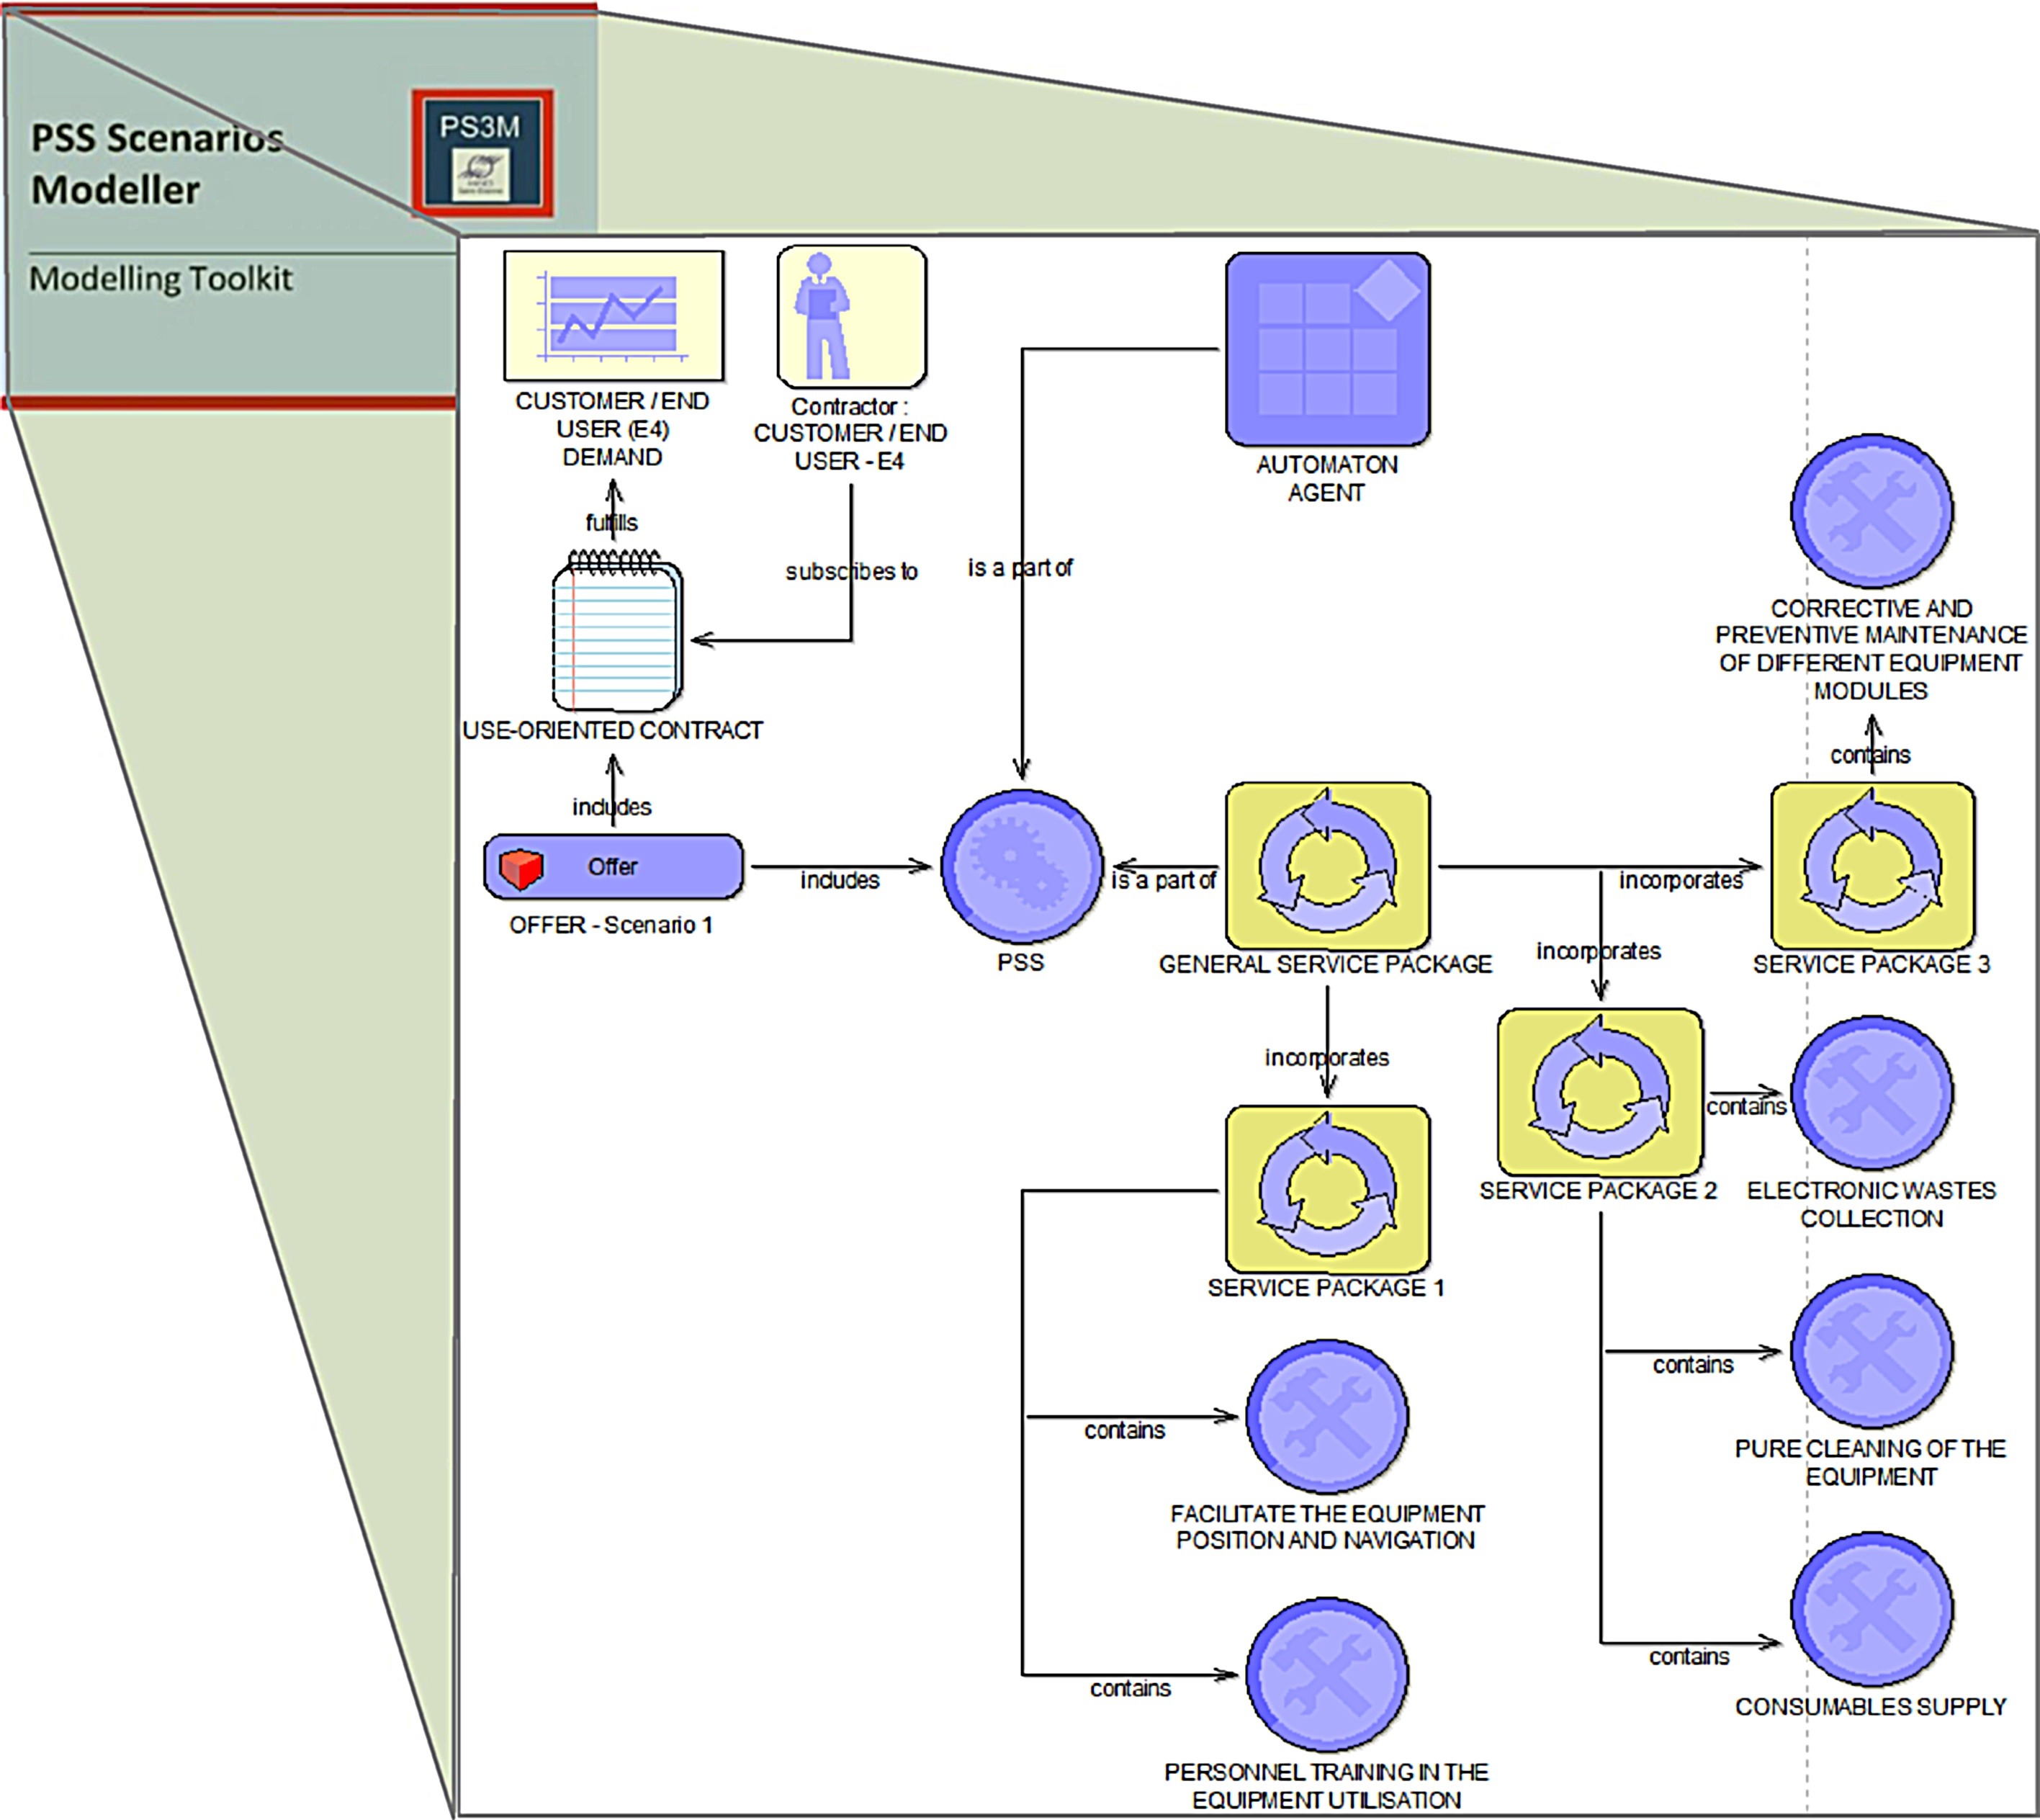 PSS Scenarios
Modeller
PS3M
Modelling Toolkit
CUSTOMER / END
USER (E4)
DEMAND
Contractor :
CUSTOMER / END
USER - E4
AUTOMATON
AGENT
fulfills
subscribes to
is a part of
CORRECTIVE AND
PREVENTIVE MAINTENANCE
OF DIFFERENT EQUIPMENT
MODULES
USE-ORIENTED CONTRACT
contains
includes
Offer
OFFER - Scenario 1
includes
PSS
is a part of
GENERAL SERVICE PACKAGE
incorporates
SERVICE PACKAGE 3
incorporates
incorporates
SERVICE PACKAGE 2
contains
ELECTRONIC WASTES
COLLECTION
SERVICE PACKAGE 1
contains
PURE CLEANING OF THE
EQUIPMENT
contains
FACILITATE THE EQUIPMENT
POSITION AND NAVIGATION
contains
CONSUMABLES SUPPLY
contains
PERSONNEL TRAINING IN THE
EQUIPMENT UTILISATION